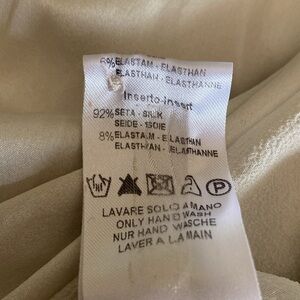 6% ELASTAM - ELASTHAN
ELASTHAN - ELASTHANNE
Inserto-insert
92% SETA - SILK
SEIDE - SOIE
8% ELASTAM - ELASTHAN
ELASTHAN - ELASTHANNE
P
LAVARE SOLO A MANO
ONLY HAND WASH
NUR HAND WASCHE
LAVER A LA MAIN